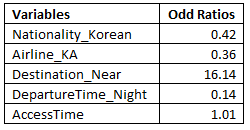 Variables Odd Ratios
Nationality_Korean 0.42
Airline_KA 0.36
Destination_Near 16.14
DepartureTime_Night 0.14
AccessTime 1.01